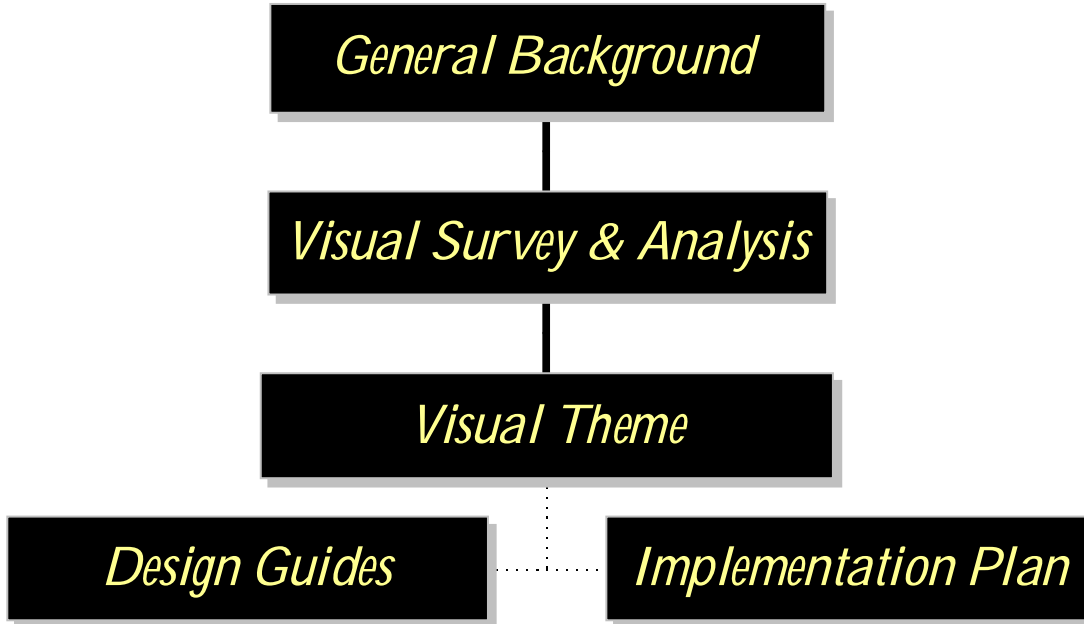 General Background
Visual Survey & Analysis
Visual Theme
Design Guides
Implementation Plan